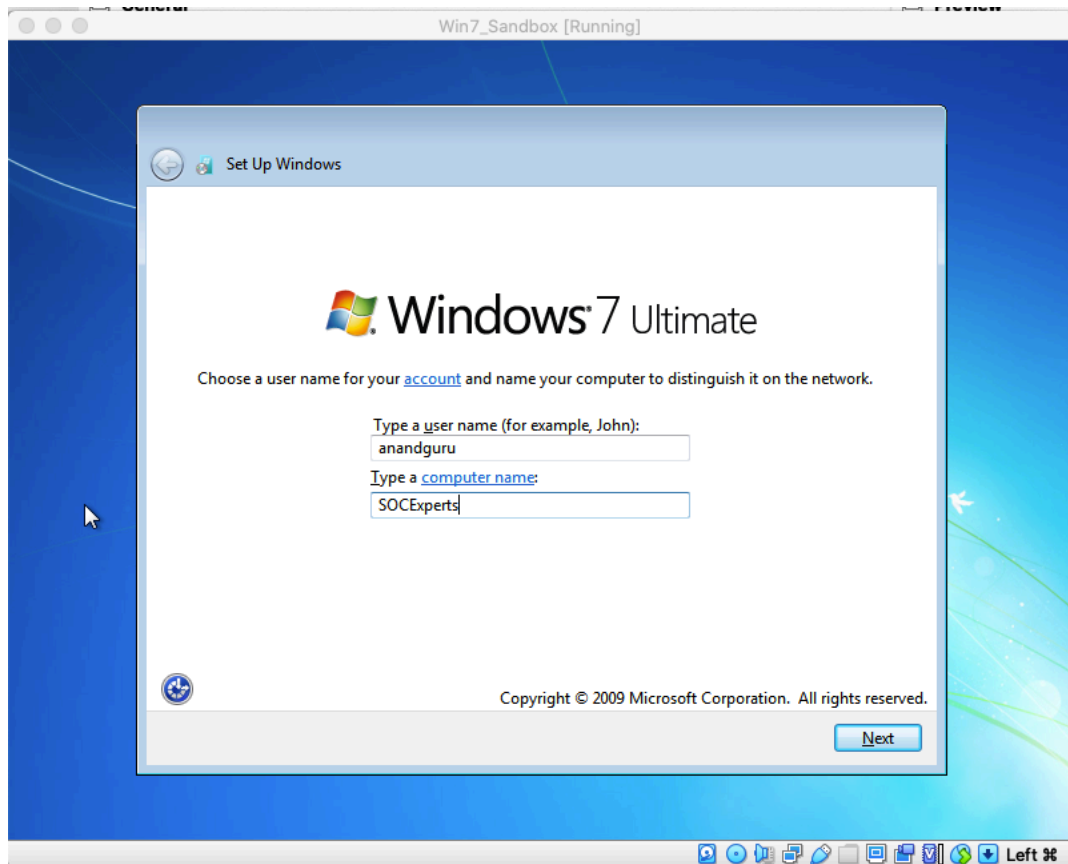 General
Preview
Win7_Sandbox [Running]
Set Up Windows
Windows 7 Ultimate
Choose a user name for your account and name your computer to distinguish it on the network.
Type a user name (for example, John):
anandguru
Type a computer name:
SOCExperts
Copyright © 2009 Microsoft Corporation. All rights reserved.
Next
Left ⌘